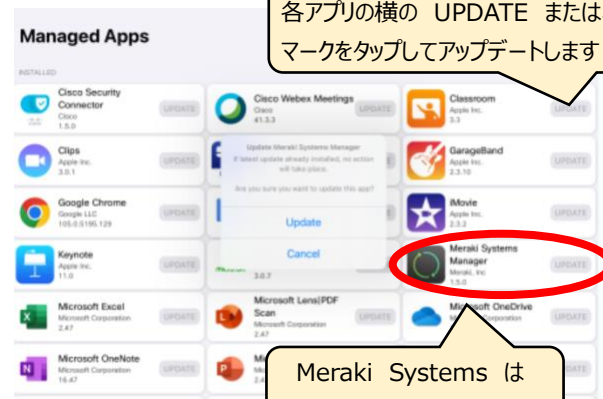 各アプリの横の UPDATE または
マークをタップしてアップデートします
Managed Apps
INSTALLED
Cisco Security
Connector
Cisco
1.5.0
UPDATE
Cisco Webex Meetings
Cisco
41.3.3
UPDATE
Classroom
Apple Inc.
3.3
UPDATE
Clips
Apple Inc.
3.0.1
UPDATE
GarageBand
Apple Inc.
2.3.10
UPDATE
Update Meraki Systems Manager
If latest update already installed, no action
will take place.
Are you sure you want to update this app?
Update
Cancel
Google Chrome
Google LLC
105.0.5195.129
UPDATE
iMovie
Apple Inc.
2.3.2
UPDATE
Keynote
Apple Inc.
11.0
UPDATE
3.0.7
Meraki Systems
Manager
Meraki, Inc
1.5.0
UPDATE
Microsoft Excel
Microsoft Corporation
2.47
UPDATE
Microsoft Lens|PDF
Scan
Microsoft Corporation
2.47
UPDATE
Microsoft OneDrive
Corporation
UPDATE
Microsoft OneNote
Microsoft Corporation
16.47
UPDATE
Meraki Systems は